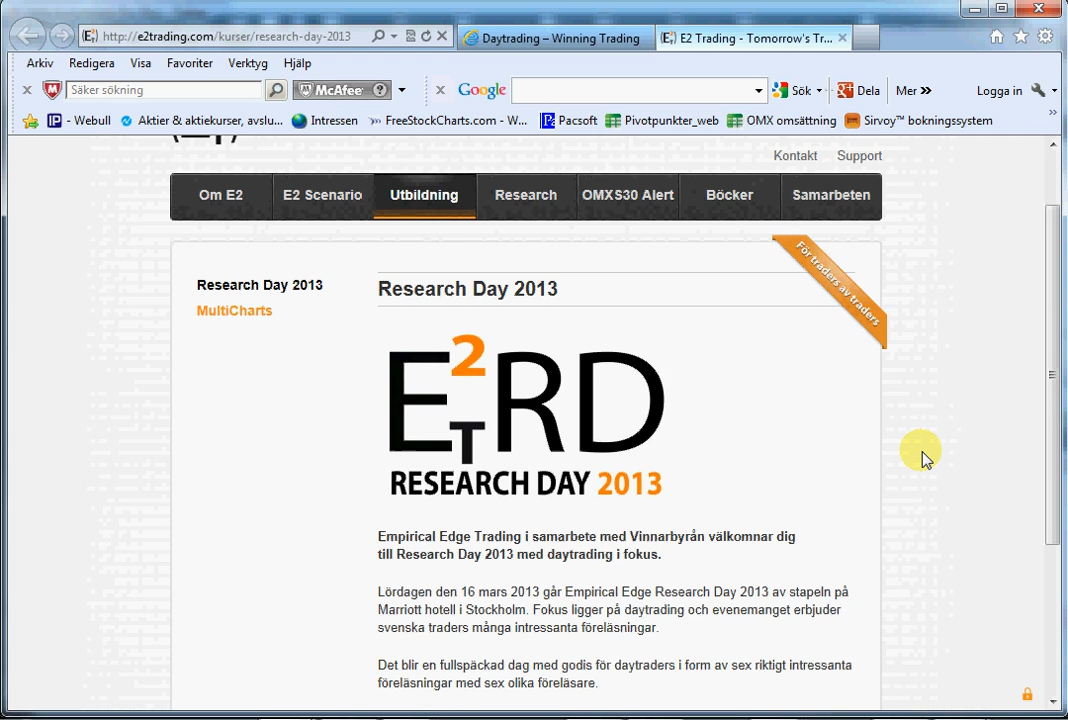 (E²) http://e2trading.com/kurser/research-day-2013
Daytrading – Winning Trading
(E²) E2 Trading - Tomorrow's Tr...
Arkiv Redigera Visa Favoriter Verktyg Hjälp
Säker sökning
McAfee
Google
Sök
Dela
Mer »
Logga in
- Webull
Aktier & aktiekurser, avslu...
Intressen
FreeStockCharts.com - W...
Pacsoft
Pivotpunkter_web
OMX omsättning
Sirvoy™ bokningssystem
Kontakt Support
Om E2 E2 Scenario Utbildning Research OMXS30 Alert Böcker Samarbeten
För traders av traders
Research Day 2013
MultiCharts
Research Day 2013
E2TRD
RESEARCH DAY 2013
Empirical Edge Trading i samarbete med Vinnarbyrån välkomnar dig
till Research Day 2013 med daytrading i fokus.
Lördagen den 16 mars 2013 går Empirical Edge Research Day 2013 av stapeln på
Marriott hotell i Stockholm. Fokus ligger på daytrading och evenemanget erbjuder
svenska traders många intressanta föreläsningar.
Det blir en fullspäckad dag med godis för daytraders i form av sex riktigt intressanta
föreläsningar med sex olika föreläsare.